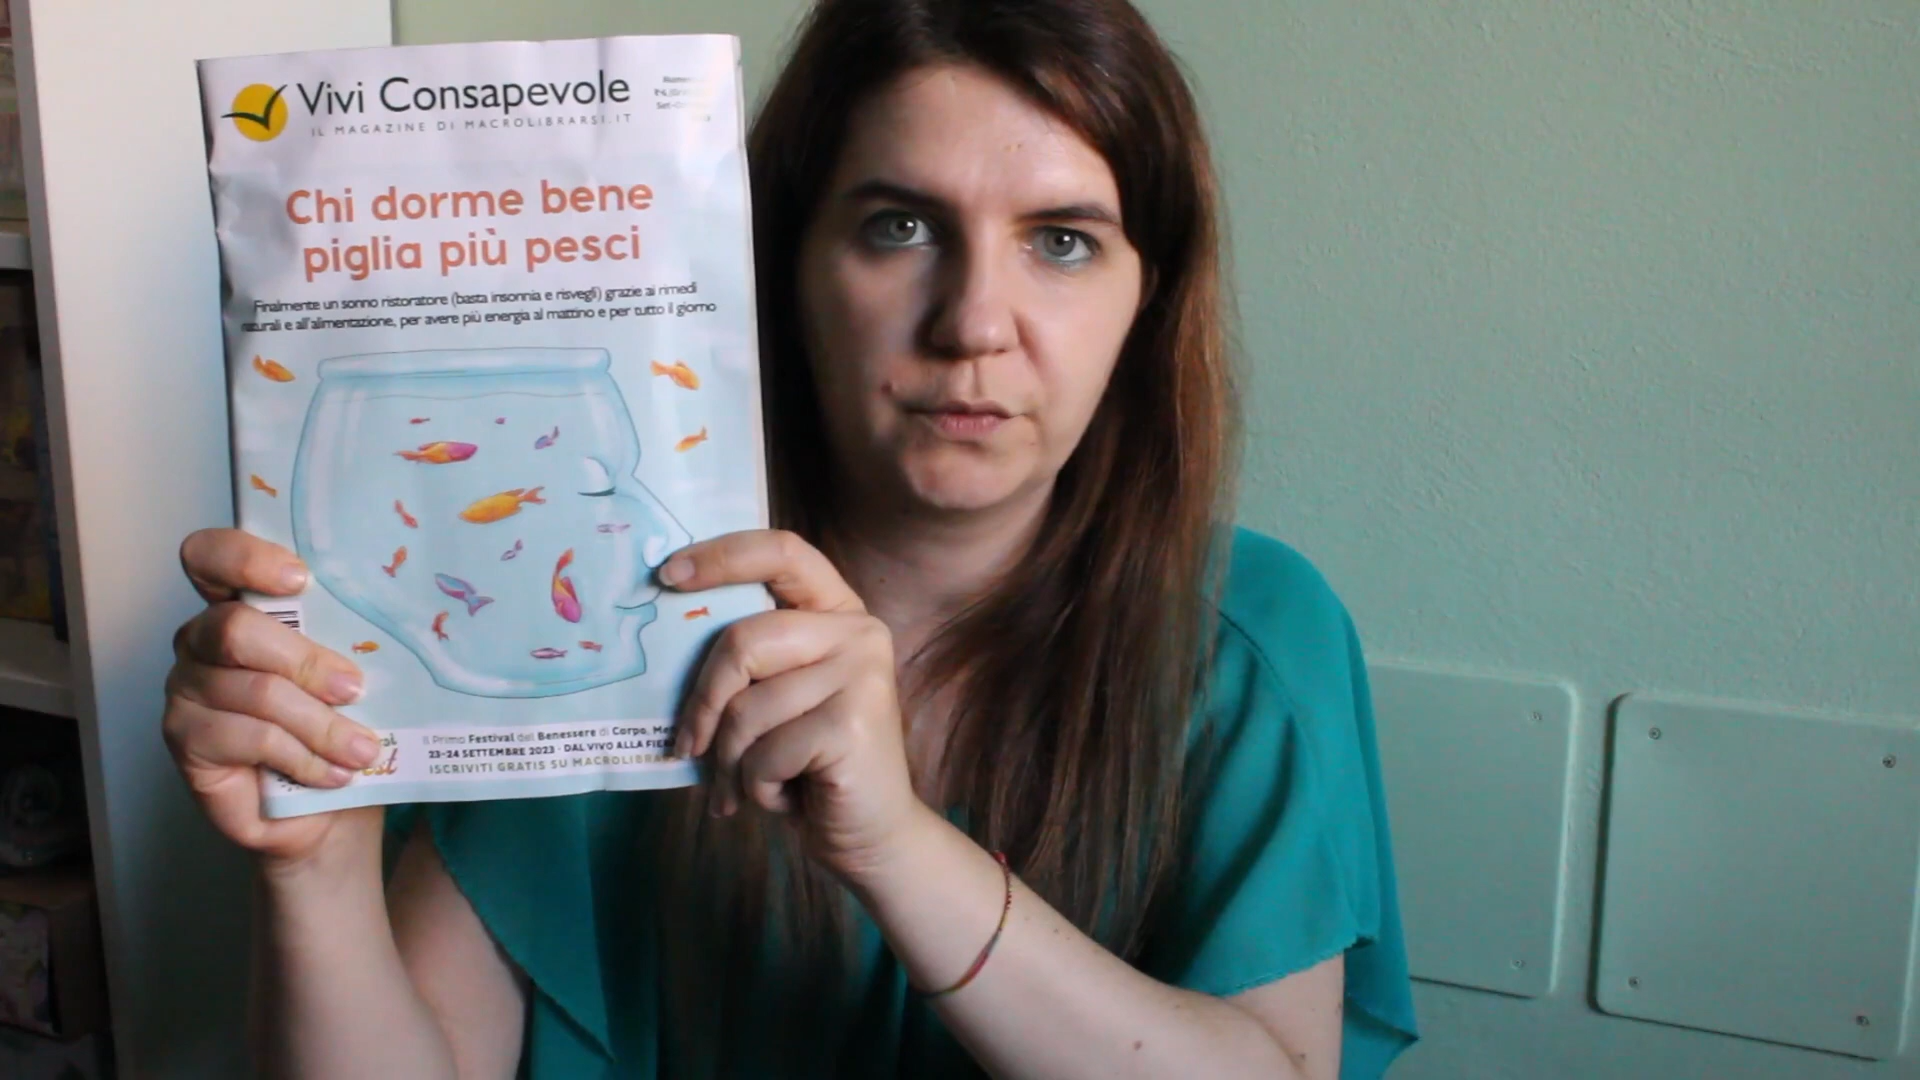 Vivi Consapevole
IL MAGAZINE DI MACROLIBRARSI.IT
Chi dorme bene
piglia più pesci
Finalmente un sonno ristoratore (basta insonnia e risvegli) grazie ai rimedi
naturali e all'alimentazione, per avere più energia al mattino e per tutto il giorno
Il Primo Festival del Benessere di Corpo,
23-24 SETTEMBRE 2023 - DAL VIVO ALLA
ISCRIVITI GRATIS SU